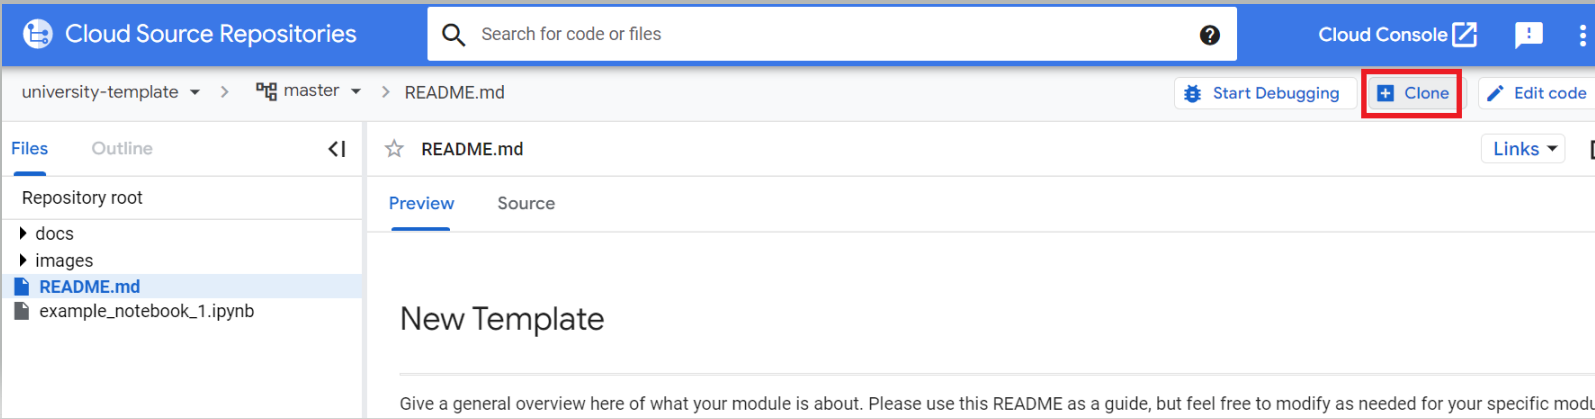 Cloud Source Repositories Search for code or files Cloud Console
university-template master README.md Start Debugging Clone Edit code
Files Outline README.md Links
Repository root Preview Source
docs
images
README.md
example_notebook_1.ipynb
New Template
Give a general overview here of what your module is about. Please use this README as a guide, but feel free to modify as needed for your specific